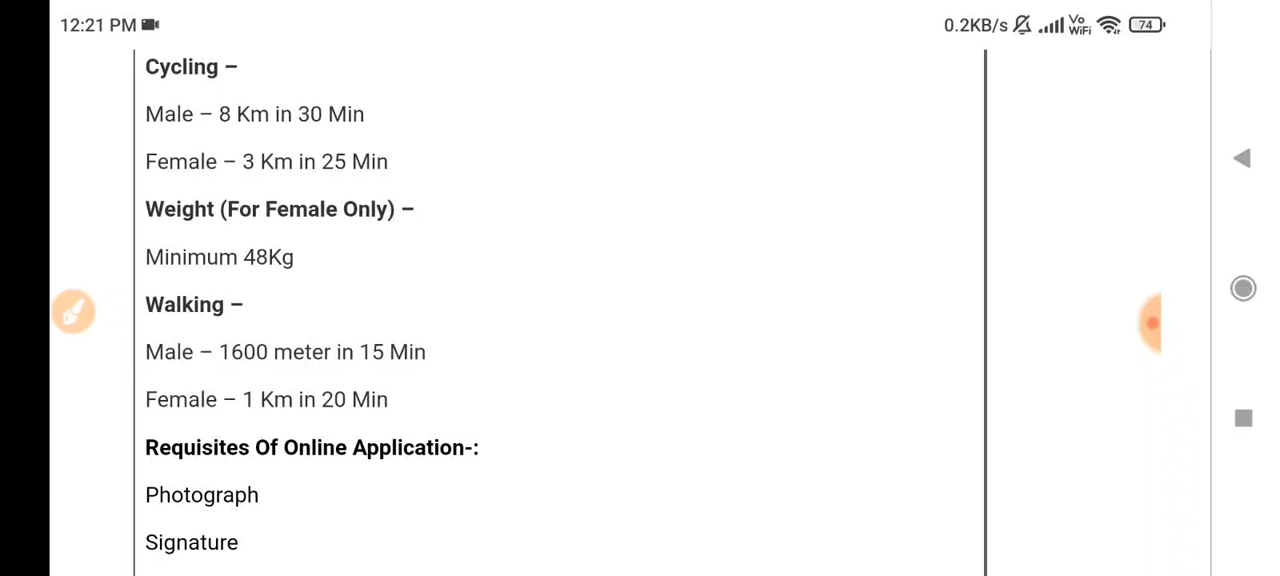 12:21 PM 0.2KB/s Vo WiFi 74
Cycling –
Male – 8 Km in 30 Min
Female – 3 Km in 25 Min
Weight (For Female Only) –
Minimum 48Kg
Walking –
Male – 1600 meter in 15 Min
Female – 1 Km in 20 Min
Requisites Of Online Application-:
Photograph
Signature